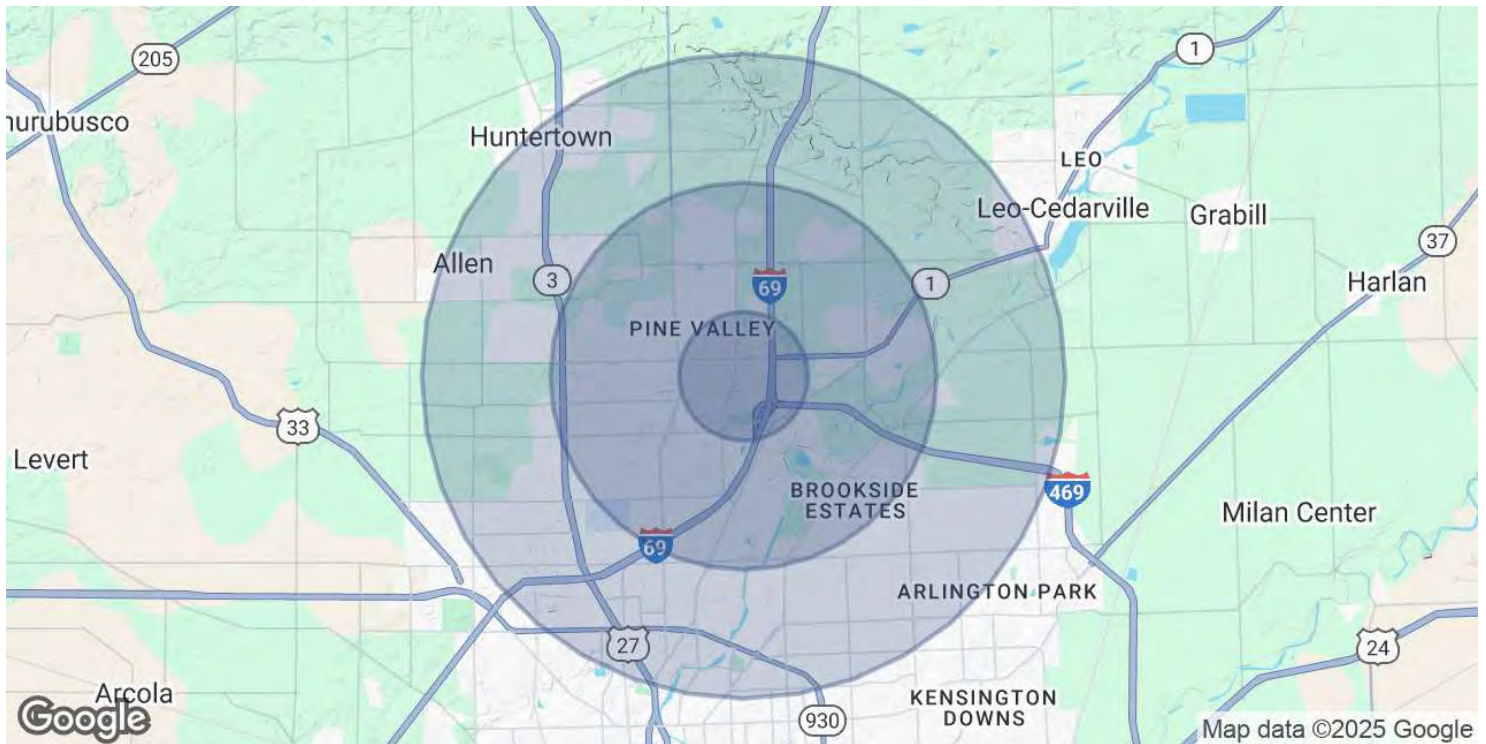 205
1
hurubusco
Huntertown
LEO
Leo-Cedarville
Grabill
37
Allen
3
69
1
Harlan
PINE VALLEY
33
Levert
469
BROOKSIDE
ESTATES
Milan Center
69
ARLINGTON PARK
27
24
Arcola
KENSINGTON
DOWNS
930
Google
Map data ©2025 Google